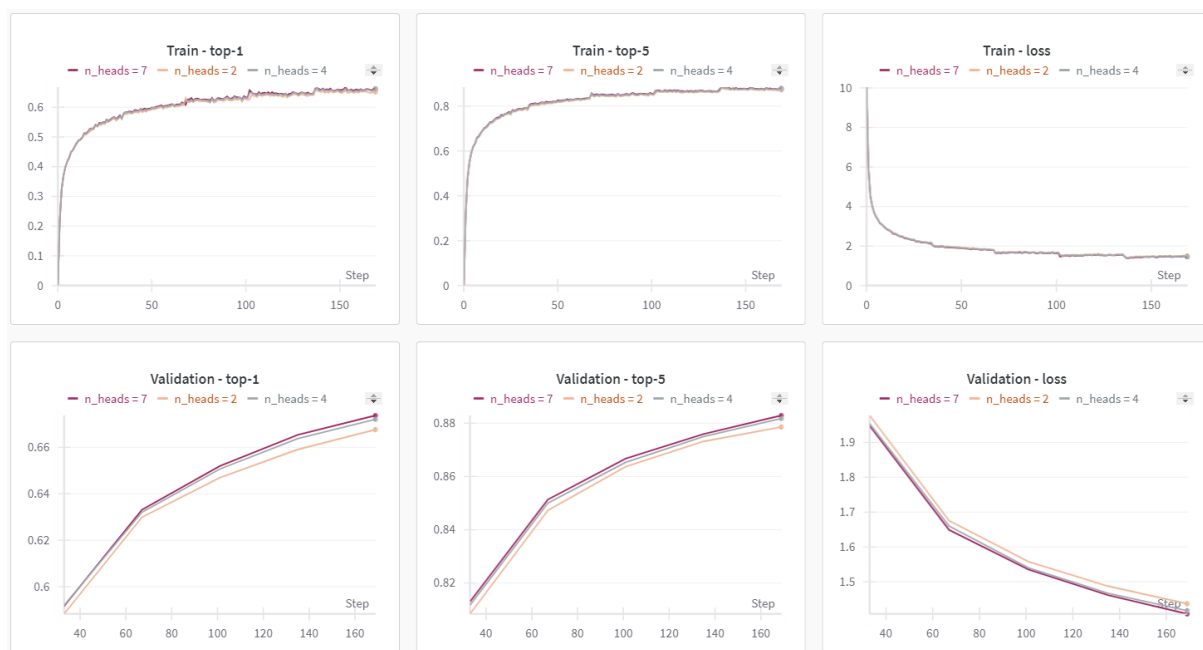 Train - top-1
n_heads = 7 n_heads = 2 n_heads = 4
0.6
0.5
0.4
0.3
0.2
0.1
0
Step
0 50 100 150
Train - top-5
n_heads = 7 n_heads = 2 n_heads = 4
0.8
0.6
0.4
0.2
0
Step
0 50 100 150
Train - loss
n_heads = 7 n_heads = 2 n_heads = 4
10
8
6
4
2
0
Step
0 50 100 150
Validation - top-1
n_heads = 7 n_heads = 2 n_heads = 4
0.66
0.64
0.62
0.6
Step
40 60 80 100 120 140 160
Validation - top-5
n_heads = 7 n_heads = 2 n_heads = 4
0.88
0.86
0.84
0.82
Step
40 60 80 100 120 140 160
Validation - loss
n_heads = 7 n_heads = 2 n_heads = 4
1.9
1.8
1.7
1.6
1.5
Step
40 60 80 100 120 140 160